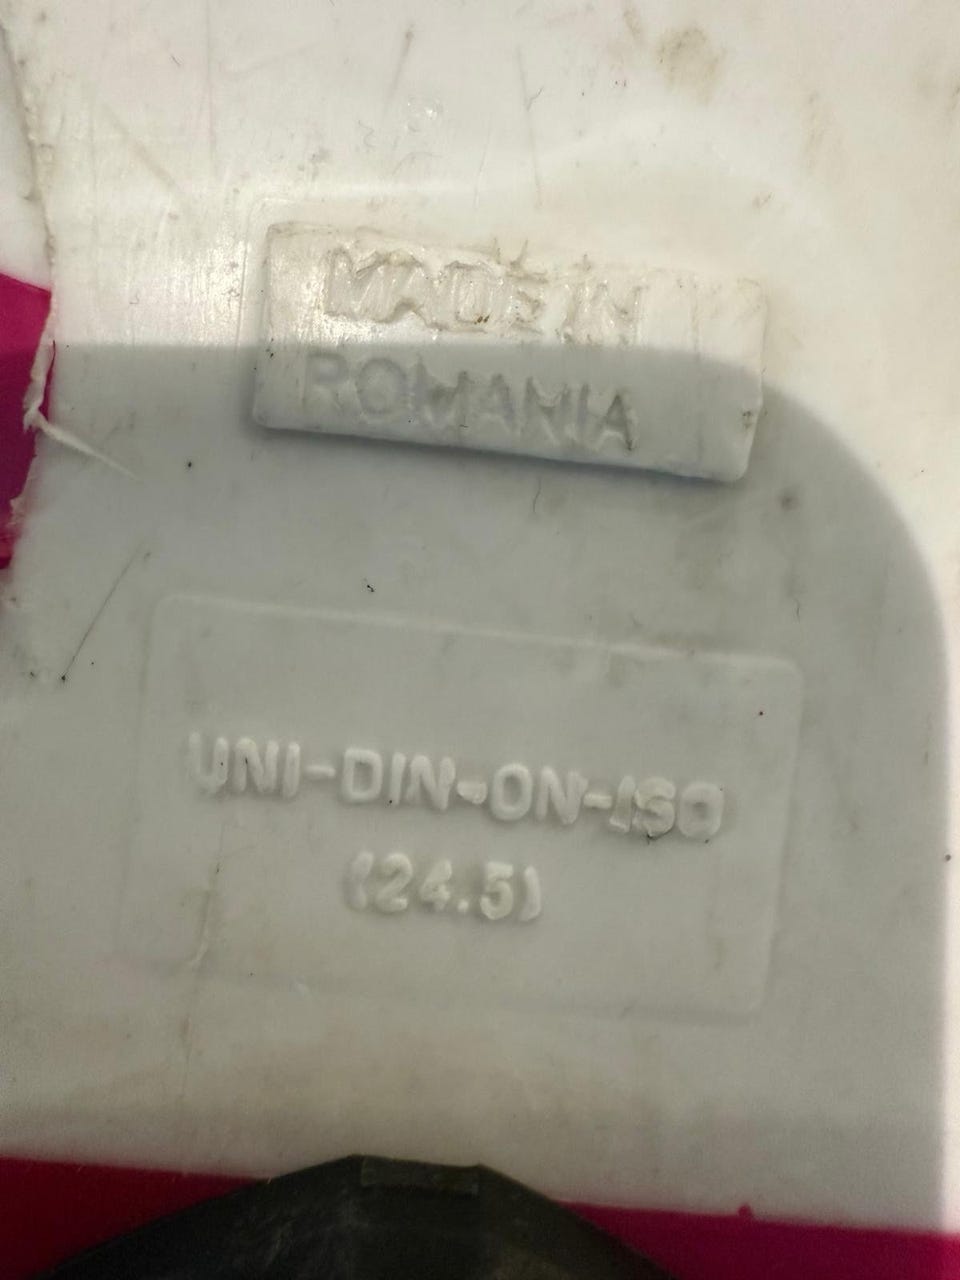 MADE IN
ROMANIA
UNI-DIN-ON-ISO
(24.5)